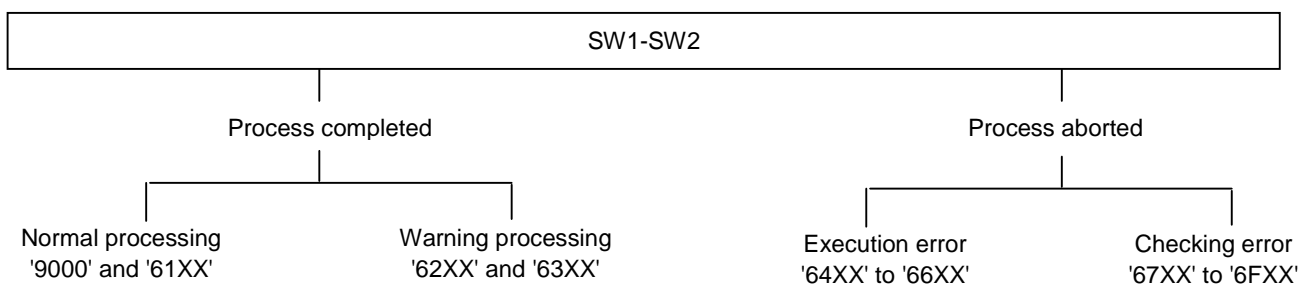 SW1-SW2
Process completed
Process aborted
Normal processing
'9000' and '61XX'
Warning processing
'62XX' and '63XX'
Execution error
'64XX' to '66XX'
Checking error
'67XX' to '6FXX'